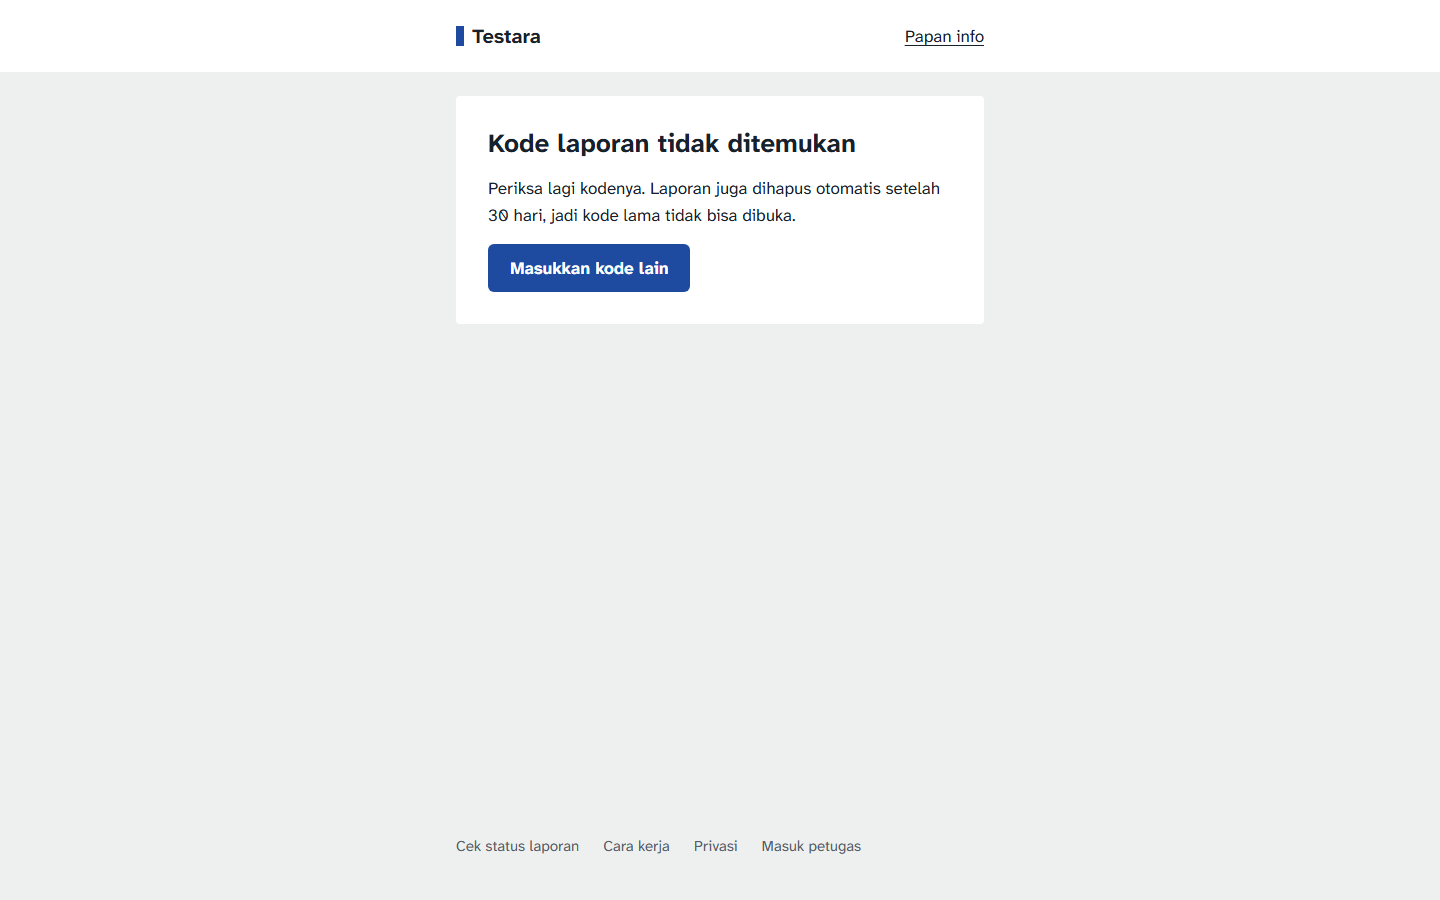 Testara
Papan info
Kode laporan tidak ditemukan
Periksa lagi kodenya. Laporan juga dihapus otomatis setelah
30 hari, jadi kode lama tidak bisa dibuka.
Masukkan kode lain
Cek status laporan
Cara kerja
Privasi
Masuk petugas